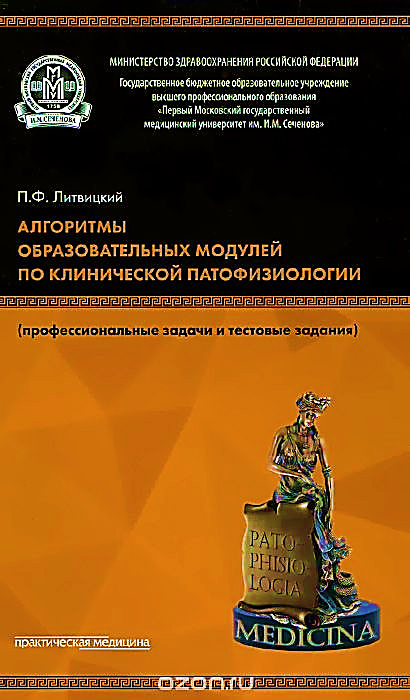 МИНИСТЕРСТВО ЗДРАВООХРАНЕНИЯ РОССИЙСКОЙ ФЕДЕРАЦИИ
Государственное бюджетное образовательное учреждение
высшего профессионального образования
«Первый Московский государственный
медицинский университет им. И.М. Сеченова»
И.М. СЕЧЕНОВА
1758
П.Ф. Литвицкий
АЛГОРИТМЫ
ОБРАЗОВАТЕЛЬНЫХ МОДУЛЕЙ
ПО КЛИНИЧЕСКОЙ ПАТОФИЗИОЛОГИИ
(профессиональные задачи и тестовые задания)
PATO-
PHISIO-
LOGIA
MEDICINA
практическая медицина
ozon.ru